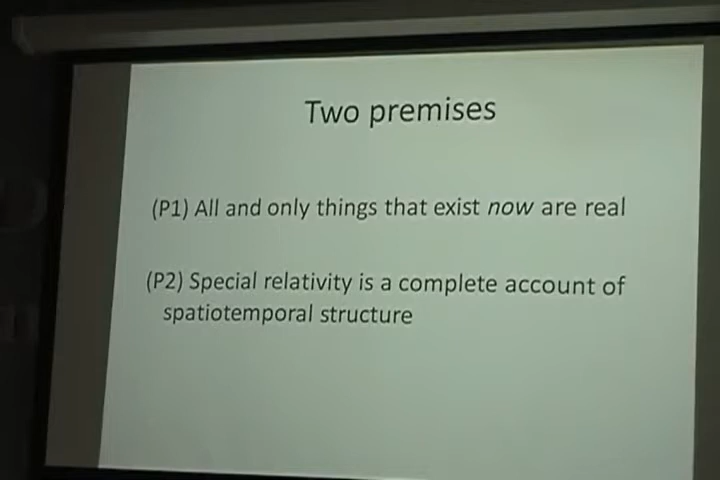 Two premises
(P1) All and only things that exist now are real
(P2) Special relativity is a complete account of
spatiotemporal structure